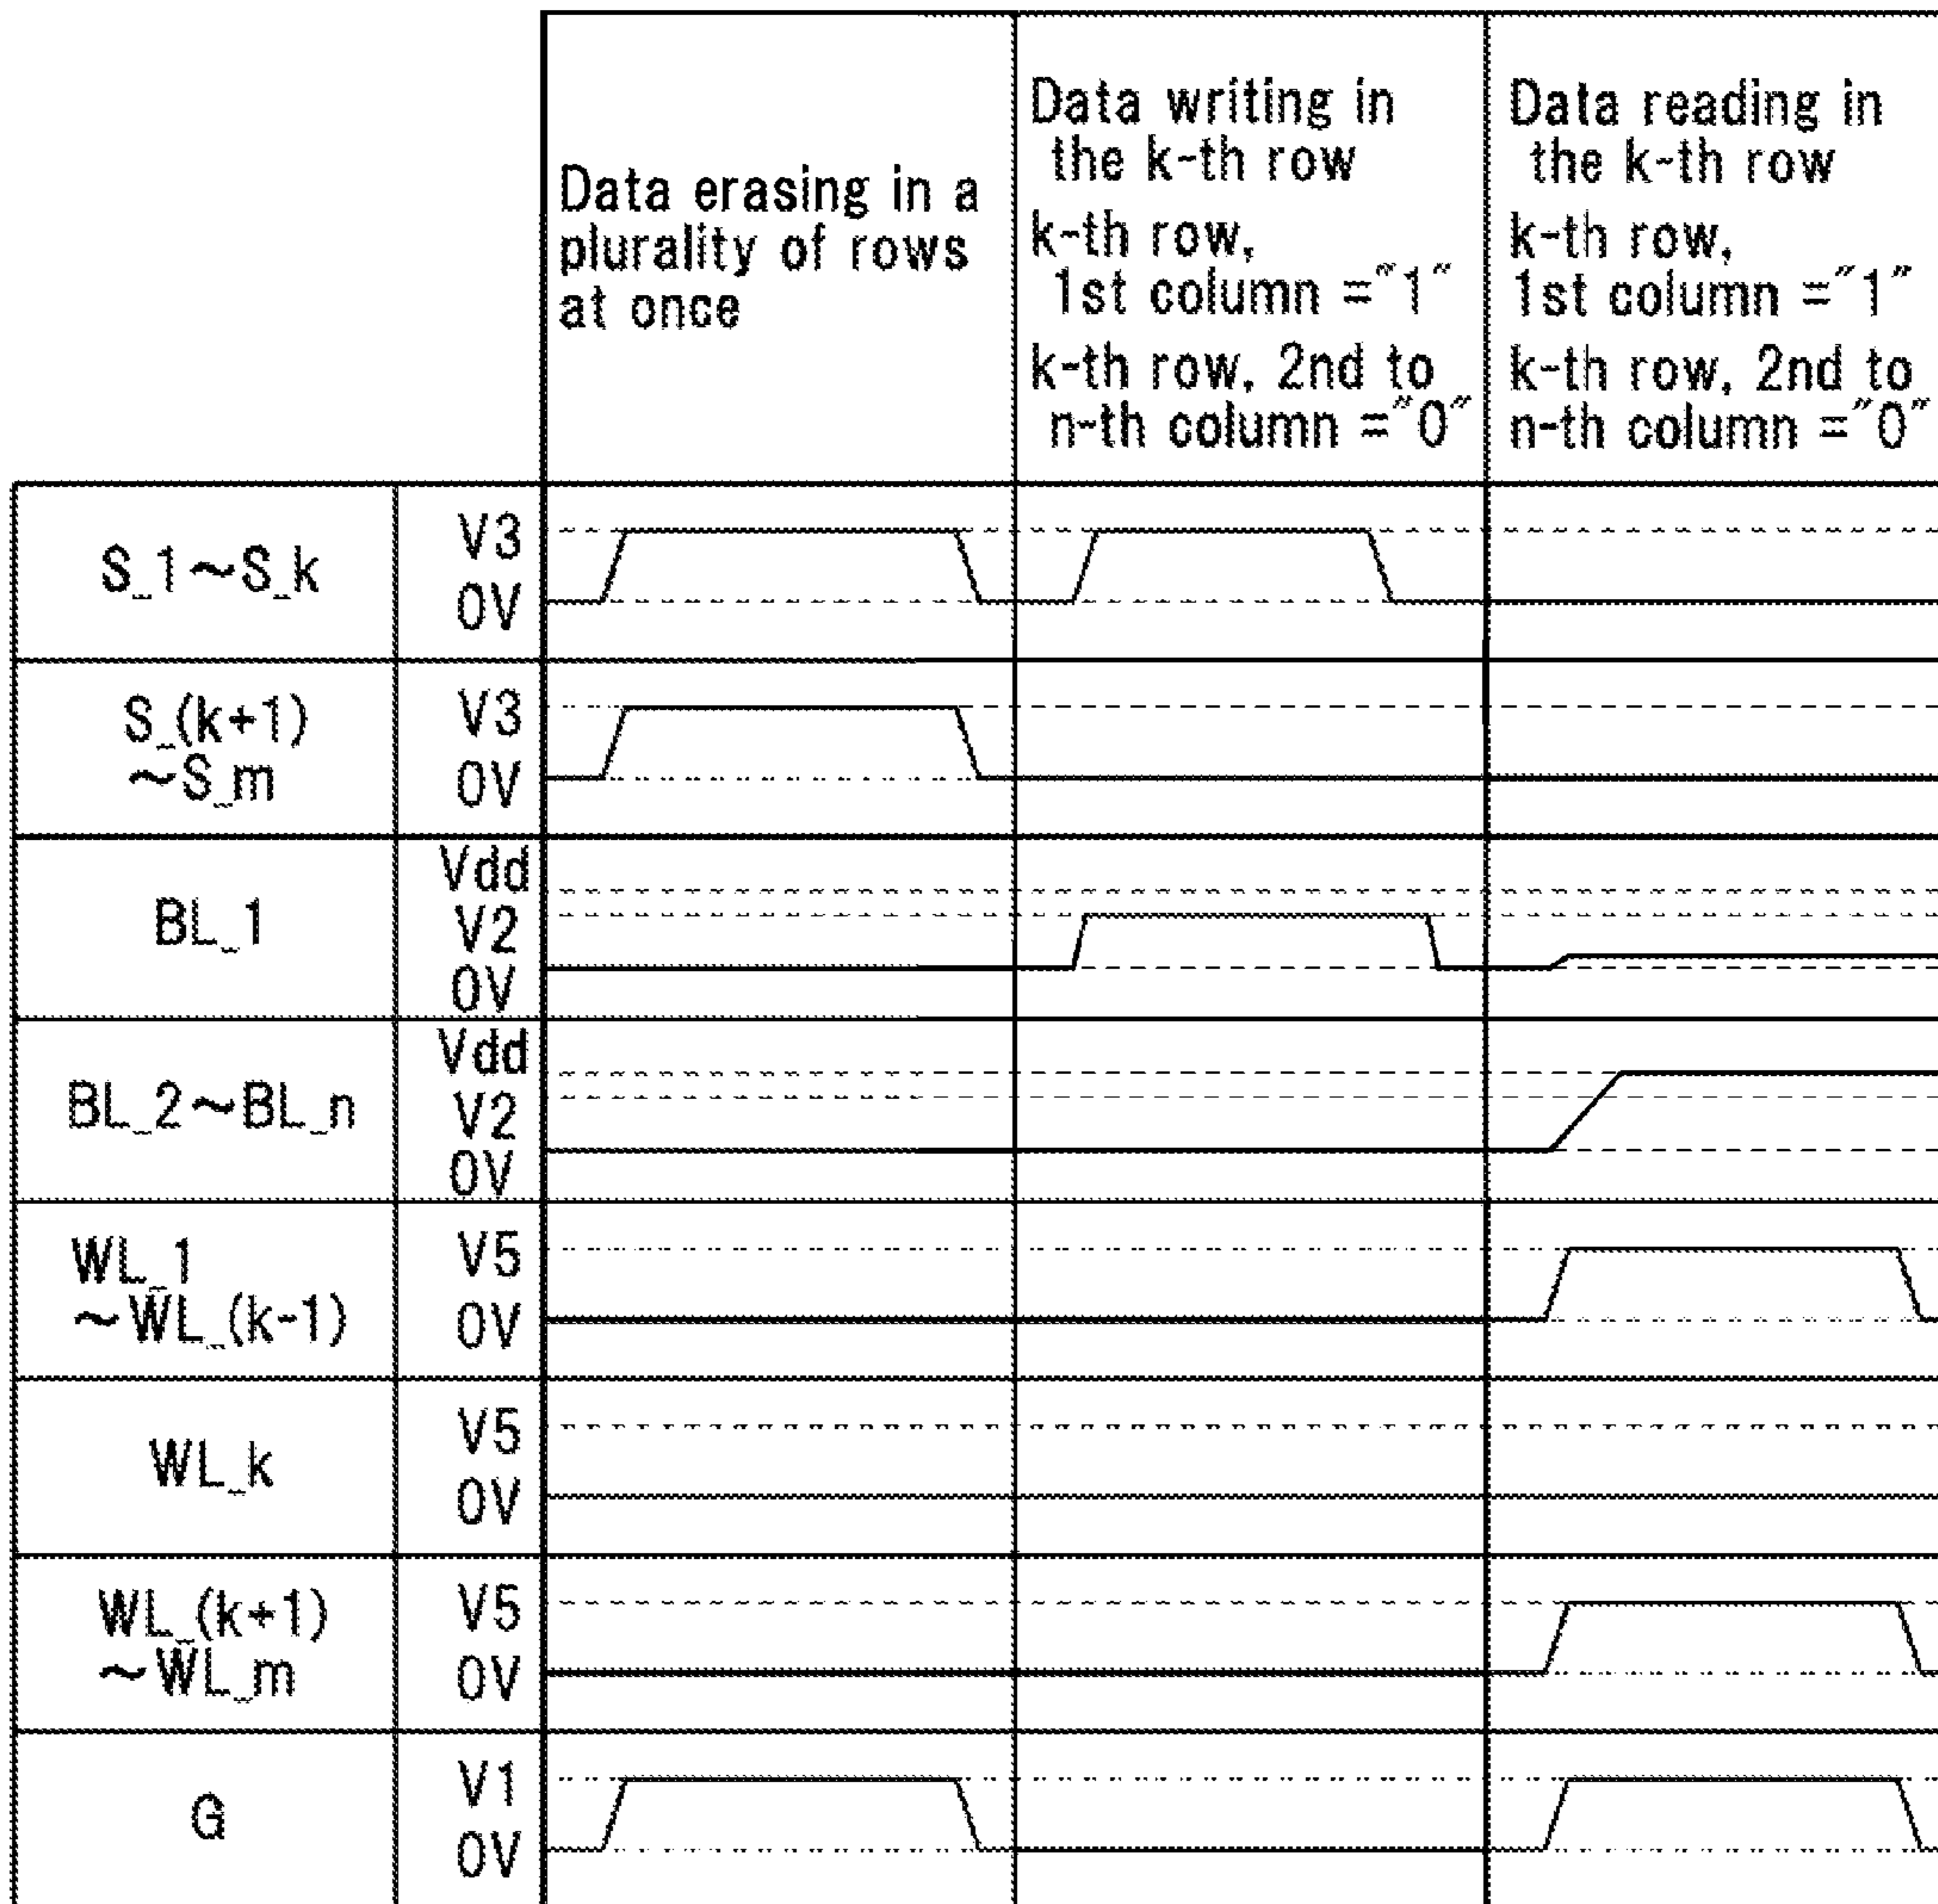 Data erasing in a
plurality of rows
at once
Data writing in
the k-th row
k-th row,
1st column ="1"
k-th row, 2nd to
n-th column ="0"
Data reading in
the k-th row
k-th row,
1st column ="1"
k-th row, 2nd to
n-th column ="0"
S_1~S_k
V3
0V
S_(k+1)
~S_m
V3
0V
BL_1
Vdd
V2
0V
BL_2~BL_n
Vdd
V2
0V
WL_1
~WL_(k-1)
V5
0V
WL_k
V5
0V
WL_(k+1)
~WL_m
V5
0V
G
V1
0V